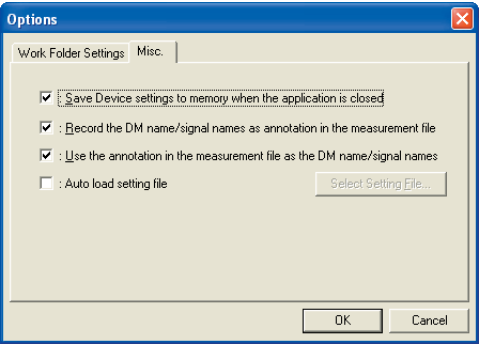 Options
Work Folder Settings Misc.
: Save Device settings to memory when the application is closed
: Record the DM name/signal names as annotation in the measurement file
: Use the annotation in the measurement file as the DM name/signal names
: Auto load setting file Select Setting File...
OK Cancel